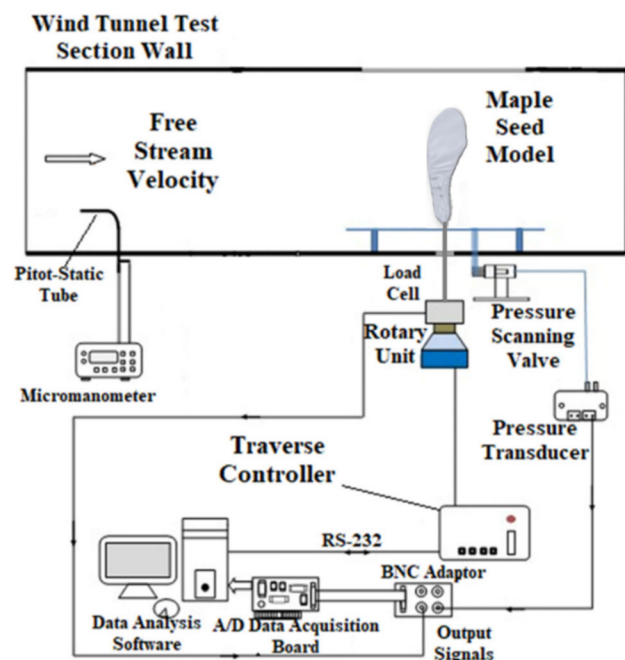 Wind Tunnel Test
Section Wall
Free
Stream
Velocity
Maple
Seed
Model
Pitot-Static
Tube
Load
Cell
Rotary
Unit
Pressure
Scanning
Valve
Micromanometer
Pressure
Transducer
Traverse
Controller
RS-232
BNC Adaptor
Data Analysis
Software
A/D Data Acquisition
Board
Output
Signals